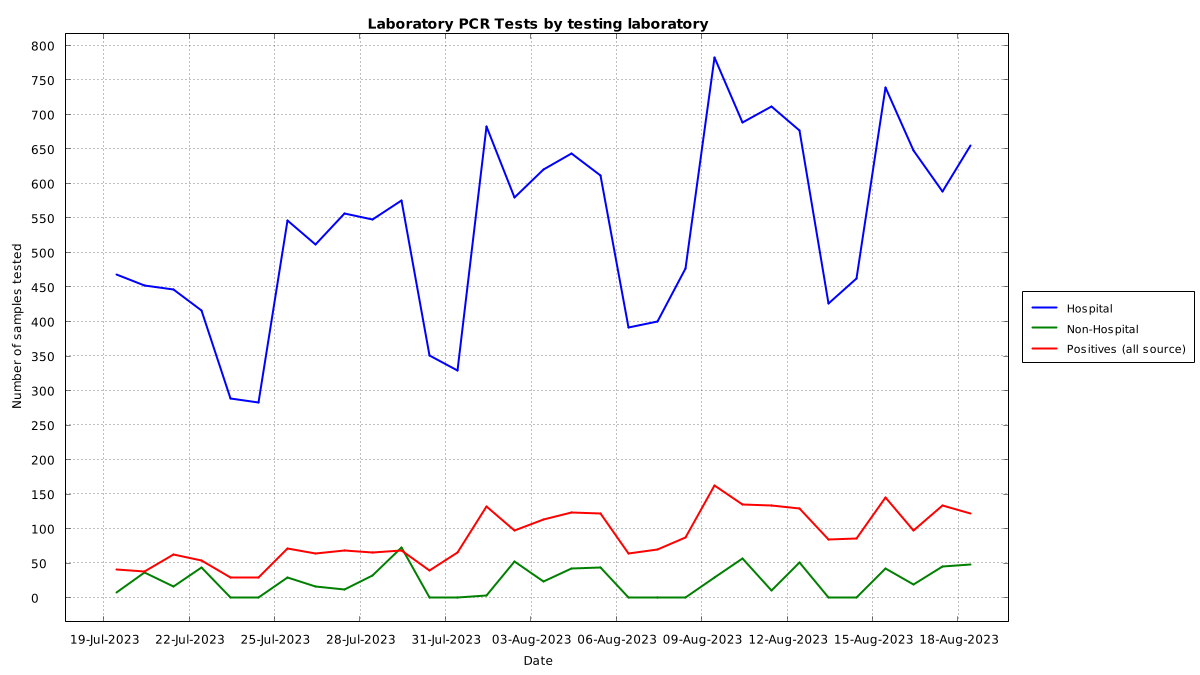 Laboratory PCR Tests by testing laboratory
800
750
700
650
600
550
500
450
400
350
300
250
200
150
100
50
0
Number of samples tested
19-Jul-2023 22-Jul-2023 25-Jul-2023 28-Jul-2023 31-Jul-2023 03-Aug-2023 06-Aug-2023 09-Aug-2023 12-Aug-2023 15-Aug-2023 18-Aug-2023
Date
Hospital
Non-Hospital
Positives (all source)